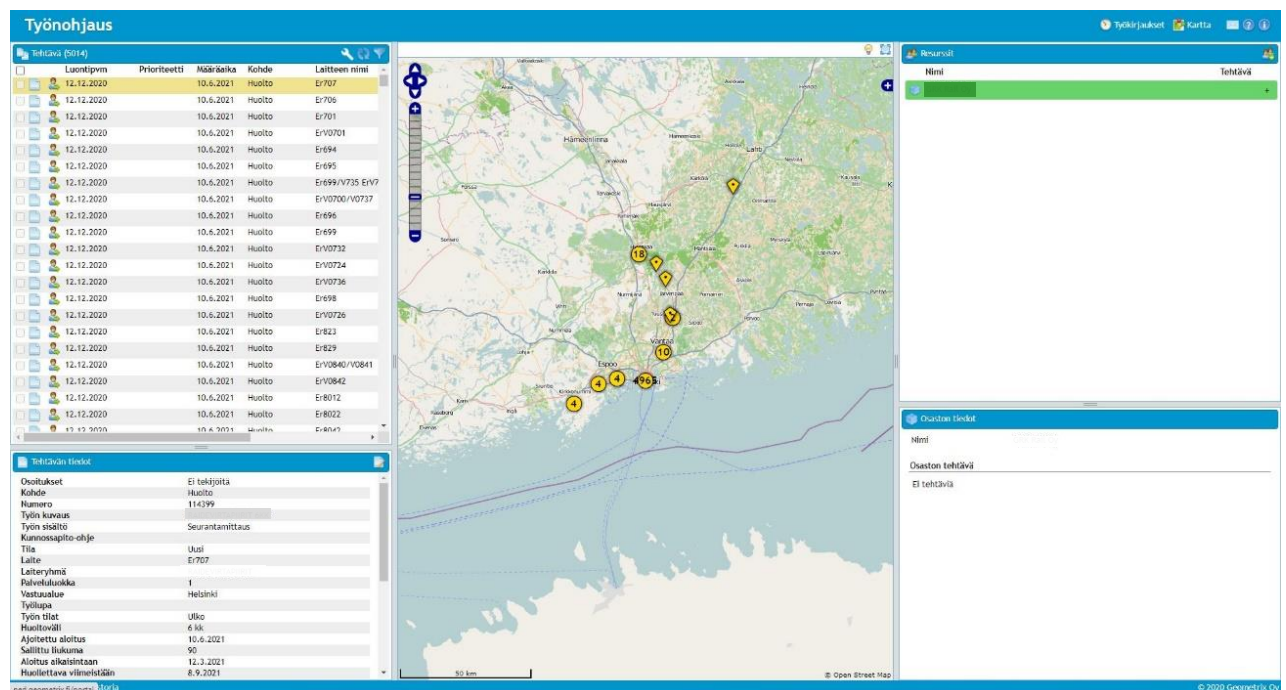 Työnohjaus
Työkirjaukset Kartta
Tehtävä (5014)
Luontipvm Prioriteetti Määräaika Kohde Laitteen nimi
12.12.2020 10.6.2021 Huolto Er707
12.12.2020 10.6.2021 Huolto Er706
12.12.2020 10.6.2021 Huolto Er701
12.12.2020 10.6.2021 Huolto ErV0701
12.12.2020 10.6.2021 Huolto Er694
12.12.2020 10.6.2021 Huolto Er695
12.12.2020 10.6.2021 Huolto Er699/V735 ErV7
12.12.2020 10.6.2021 Huolto ErV0700/V0737
12.12.2020 10.6.2021 Huolto Er696
12.12.2020 10.6.2021 Huolto Er699
12.12.2020 10.6.2021 Huolto ErV0732
12.12.2020 10.6.2021 Huolto ErV0724
12.12.2020 10.6.2021 Huolto ErV0736
12.12.2020 10.6.2021 Huolto Er698
12.12.2020 10.6.2021 Huolto ErV0726
12.12.2020 10.6.2021 Huolto Er823
12.12.2020 10.6.2021 Huolto Er829
12.12.2020 10.6.2021 Huolto ErV0840/V0841
12.12.2020 10.6.2021 Huolto ErV0842
12.12.2020 10.6.2021 Huolto Er8012
12.12.2020 10.6.2021 Huolto Er8022
12.12.2020 10.6.2021 Huolto Er8042
Tehtävän tiedot
Osoitukset Ei tekijöitä
Kohde Huolto
Numero 114399
Työn kuvaus
Työn sisältö Seurantamittaus
Kunnossapito-ohje
Tila Uusi
Laite Er707
Laiteryhmä
Palveluluokka 1
Vastuualue Helsinki
Työlupa
Työn tilat Ulko
Huoltoväli 6 kk
Ajoitettu aloitus 10.6.2021
Sallittu liukuma 90
Aloitus aikaisintaan 12.3.2021
Huollettava viimeistään 8.9.2021
Hämeenlinna
Lahti
18
2
Vantaa
10
Espoo
4
4
4965
4
Porvoo
50 km
© Open Street Map
Resurssit
Nimi Tehtävä
+
Osaston tiedot
Nimi
Osaston tehtävä
Ei tehtäviä
© 2020 Geometrix Oy